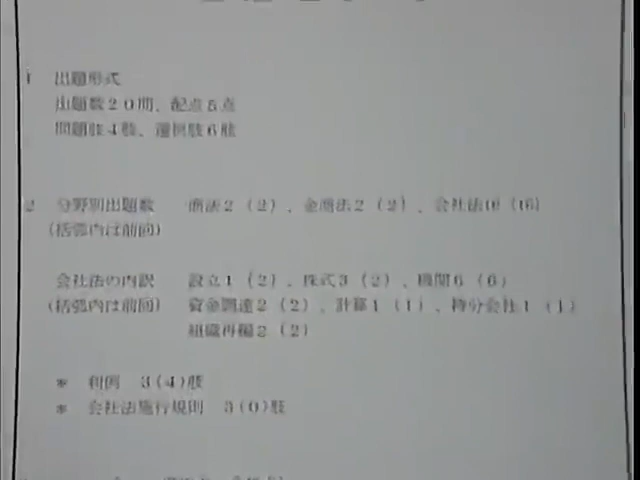 1 出題形式
出題数20問、配点5点
問題肢4肢、選択肢6肢
2 分野別出題数 商法2(2)、金商法2(2)、会社法16(16)
(括弧内は前回)
会社法の内訳 設立1(2)、株式3(2)、機関6(6)
(括弧内は前回) 資金調達2(2)、計算1(1)、持分会社1(1)
組織再編2(2)
* 判例 3(4)肢
* 会社法施行規則 3(0)肢